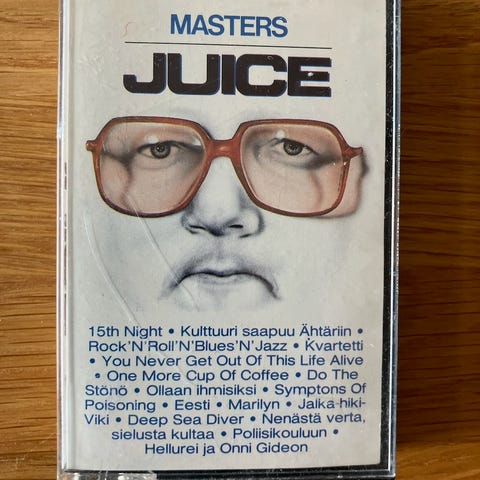 MASTERS
JUICE
15th Night • Kulttuuri saapuu Ähtäriin •
Rock'N'Roll'N'Blues'N'Jazz • Kvartetti
• You Never Get Out Of This Life Alive
• One More Cup Of Coffee • Do The
Stönö • Ollaan ihmisiksi • Symptons Of
Poisoning • Eesti • Marilyn • Jaika-hiki-
Viki • Deep Sea Diver • Nenästä verta,
sielusta kultaa • Poliisikouluun •
Hellurei ja Onni Gideon